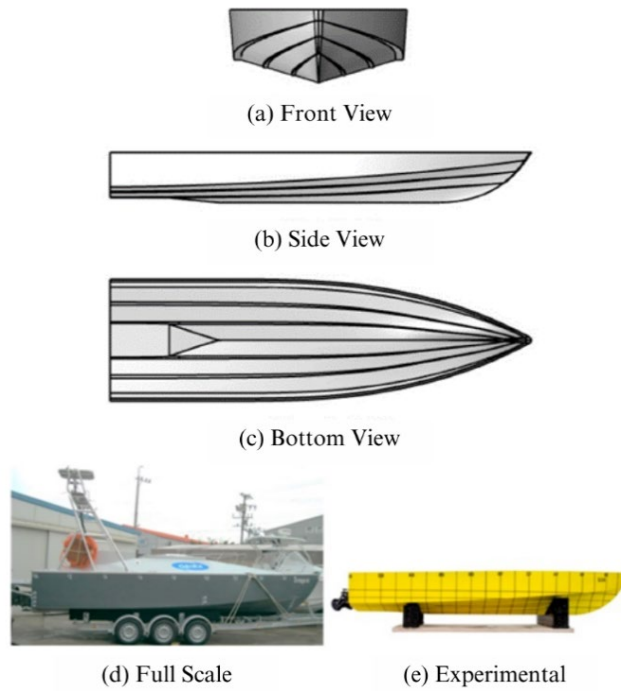 (a) Front View
(b) Side View
(c) Bottom View
(d) Full Scale
(e) Experimental